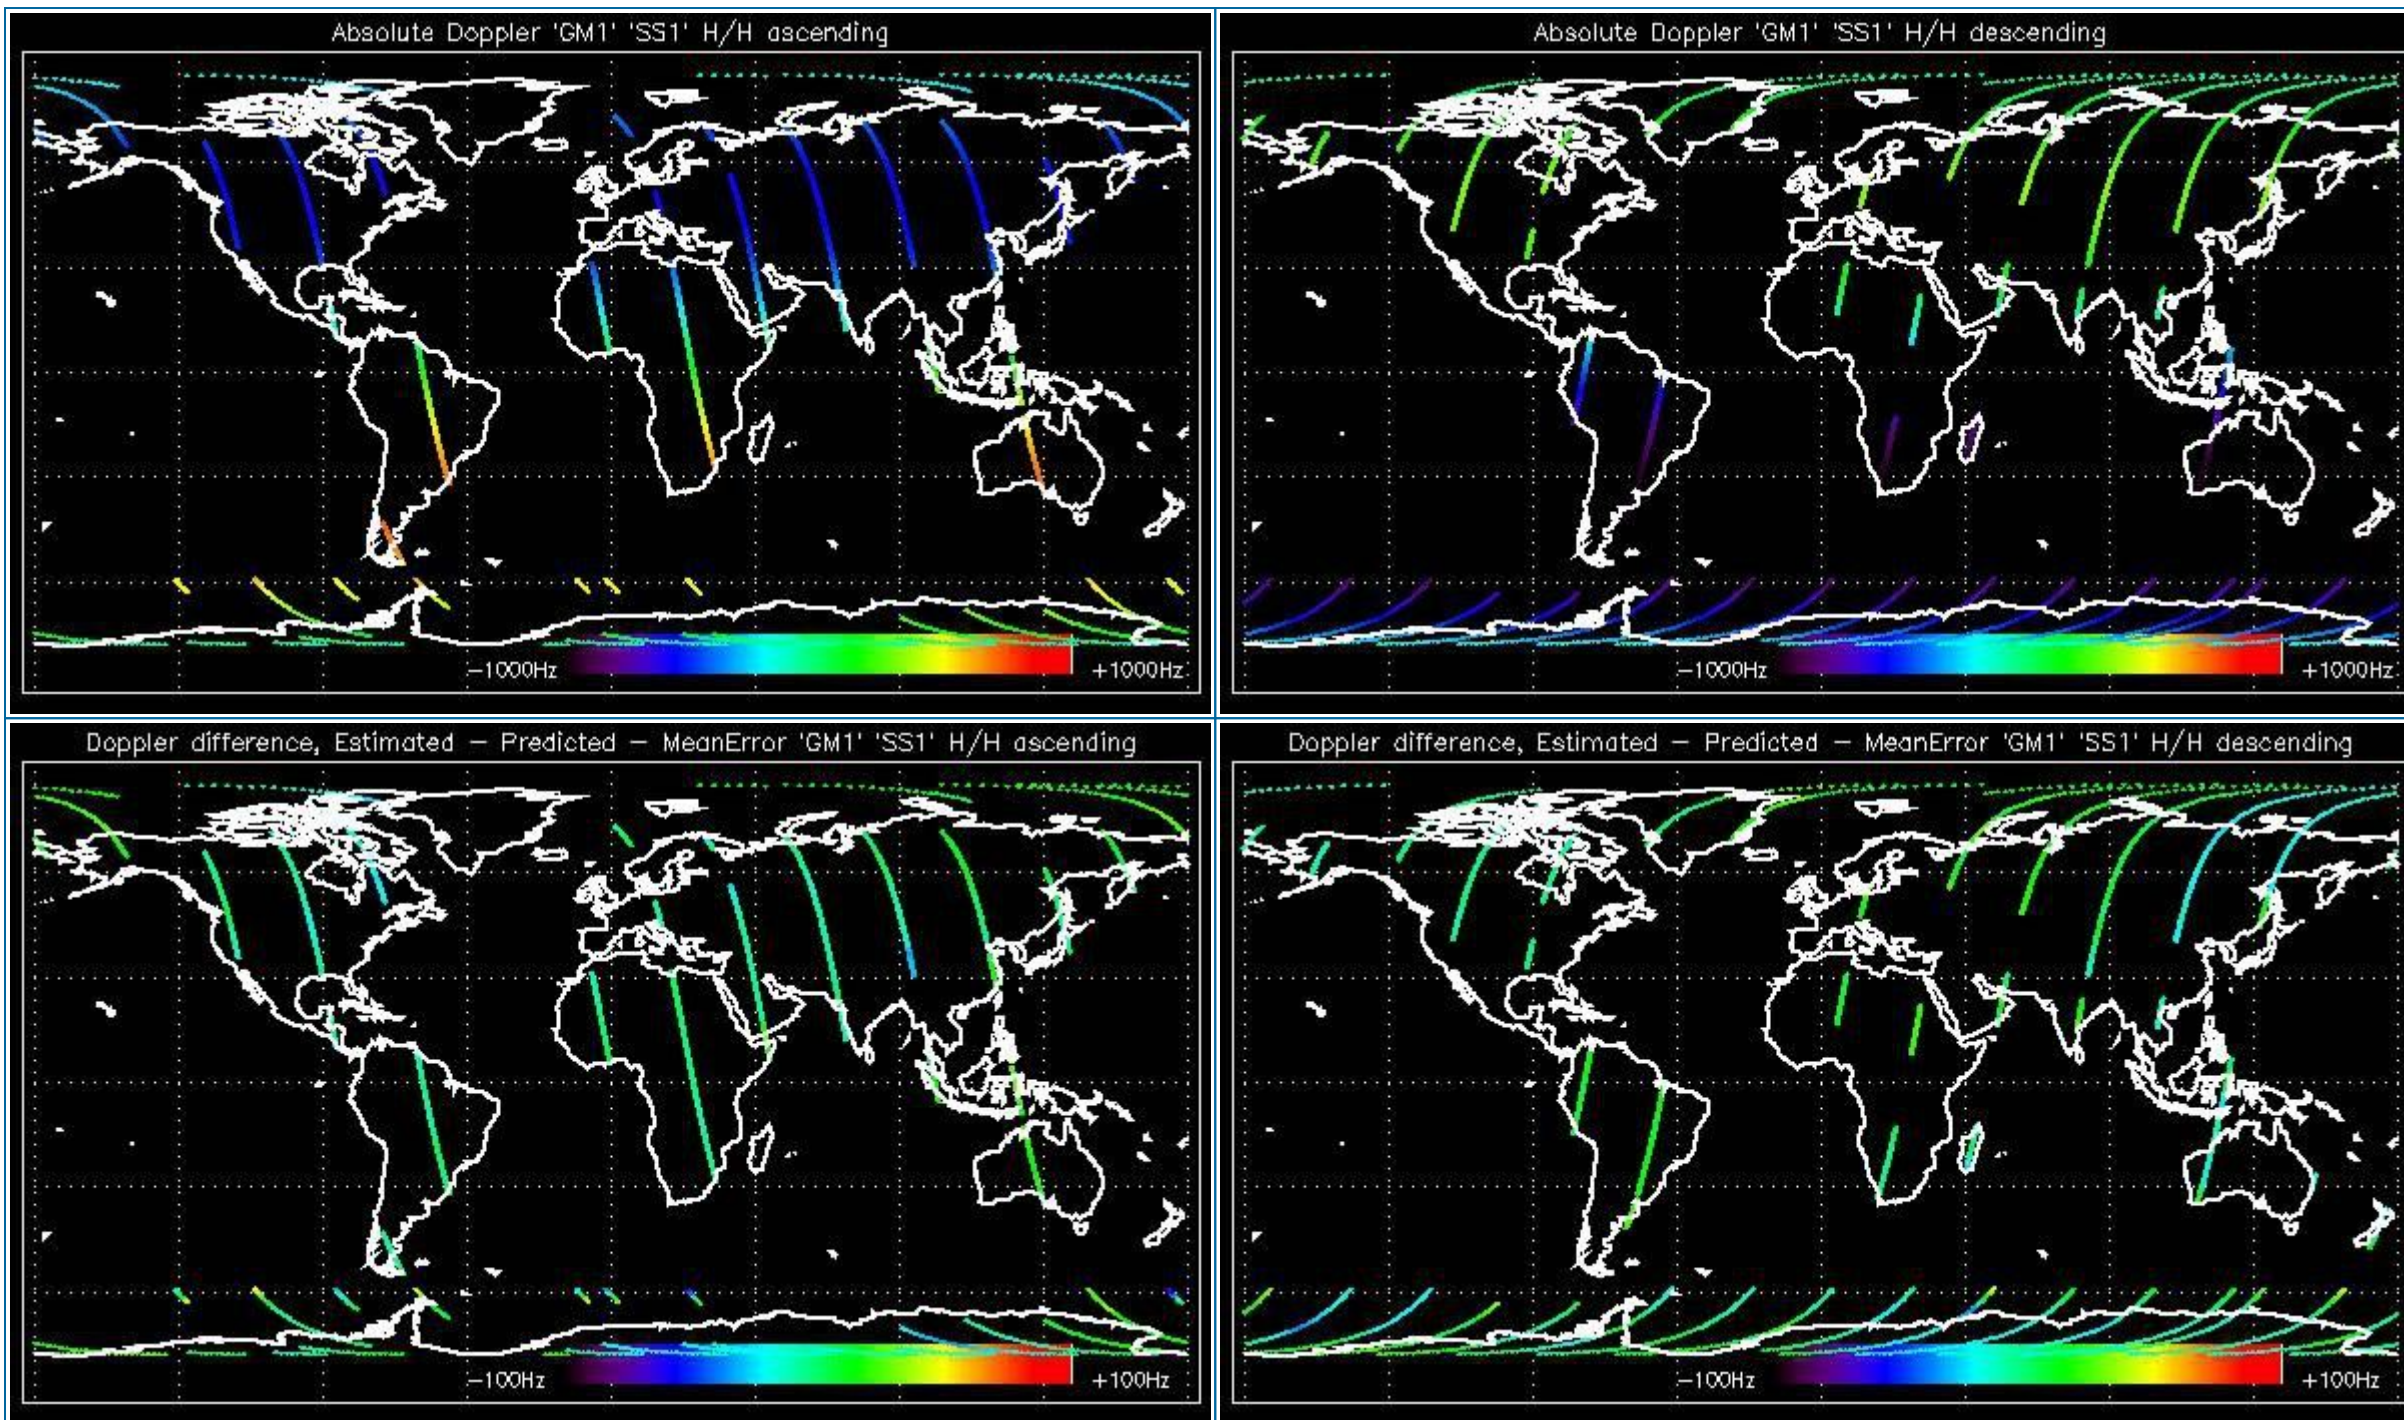 Absolute Doppler 'GM1' 'SS1' H/H ascending
−1000Hz
+1000Hz
Absolute Doppler 'GM1' 'SS1' H/H descending
−1000Hz
+1000Hz
Doppler difference, Estimated − Predicted − MeanError 'GM1' 'SS1' H/H ascending
−100Hz
+100Hz
Doppler difference, Estimated − Predicted − MeanError 'GM1' 'SS1' H/H descending
−100Hz
+100Hz